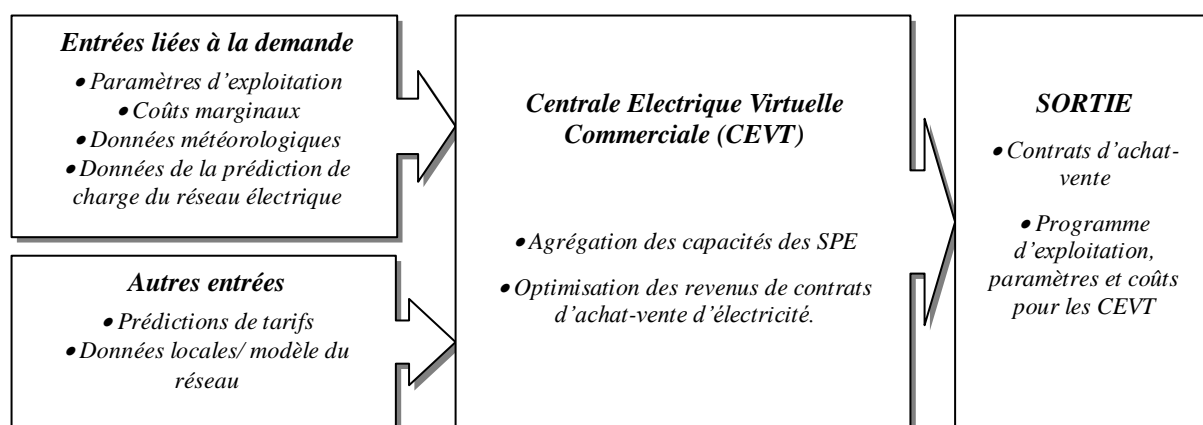 Entrées liées à la demande
• Paramètres d'exploitation
• Coûts marginaux
• Données météorologiques
• Données de la prédiction de
charge du réseau électrique
Autres entrées
• Prédictions de tarifs
• Données locales/ modèle du
réseau
Centrale Electrique Virtuelle
Commerciale (CEVT)
• Agrégation des capacités des SPE
• Optimisation des revenus de contrats
d'achat-vente d'électricité.
SORTIE
• Contrats d'achat-
vente
• Programme
d'exploitation,
paramètres et coûts
pour les CEVT